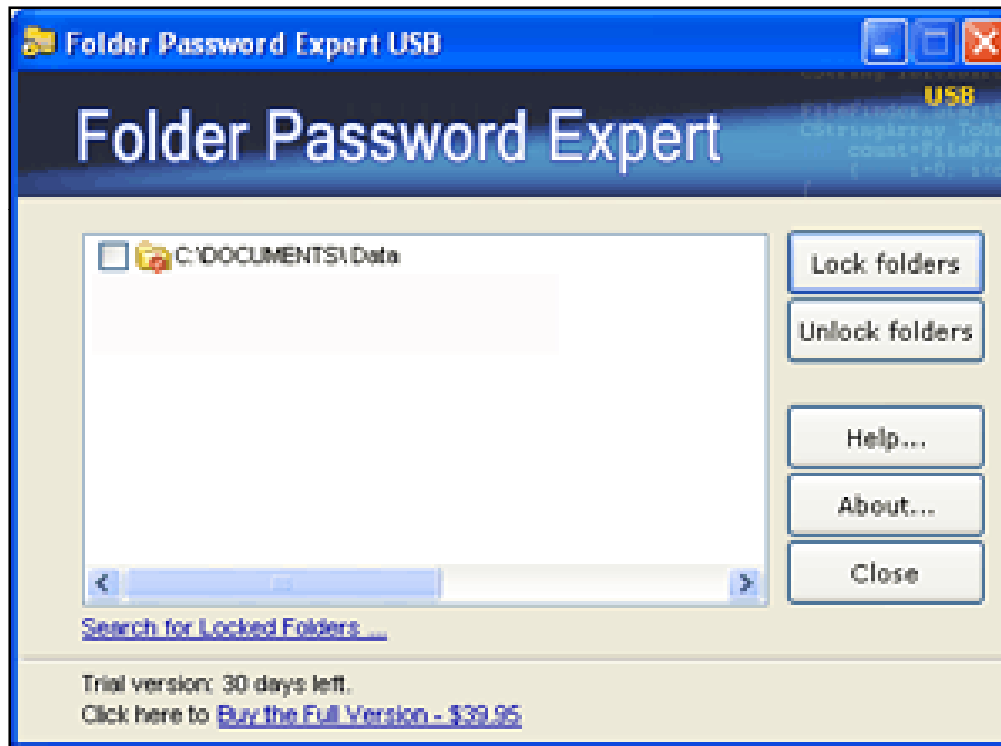 Folder Password Expert USB
USB
Folder Password Expert
CStringArray
C:\DOCUMENTS\Data
Lock folders
Unlock folders
Help...
About...
Close
Search for Locked Folders ...
Trial version: 30 days left.
Click here to Buy the Full Version - $39.95